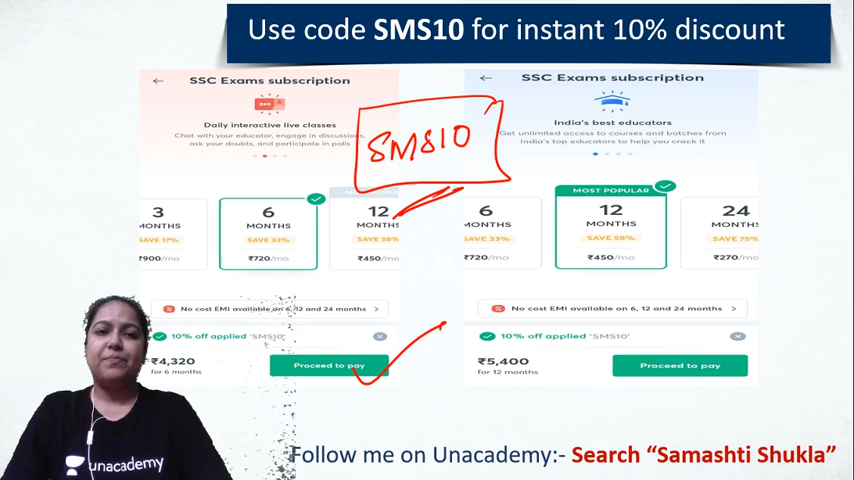 Use code SMS10 for instant 10% discount
SSC Exams subscription
Daily interactive live classes
Chat with your educator, engage in discussions,
ask your doubts, and participate in polls
3
MONTHS
SAVE 17%
₹900/mo
6
MONTHS
SAVE 33%
₹720/mo
12
MONTHS
SAVE 58%
₹450/mo
No cost EMI available on 6, 12 and 24 months
10% off applied 'SMS10'
₹4,320
for 6 months
Proceed to pay
SMS10
SSC Exams subscription
India's best educators
Get unlimited access to courses and batches from
India's top educators to help you crack it
6
MONTHS
SAVE 33%
₹720/mo
MOST POPULAR
12
MONTHS
SAVE 58%
₹450/mo
24
MONTHS
SAVE 75%
₹270/mo
No cost EMI available on 6, 12 and 24 months
10% off applied 'SMS10'
₹5,400
for 12 months
Proceed to pay
unacademy
Follow me on Unacademy:- Search “Samashti Shukla”